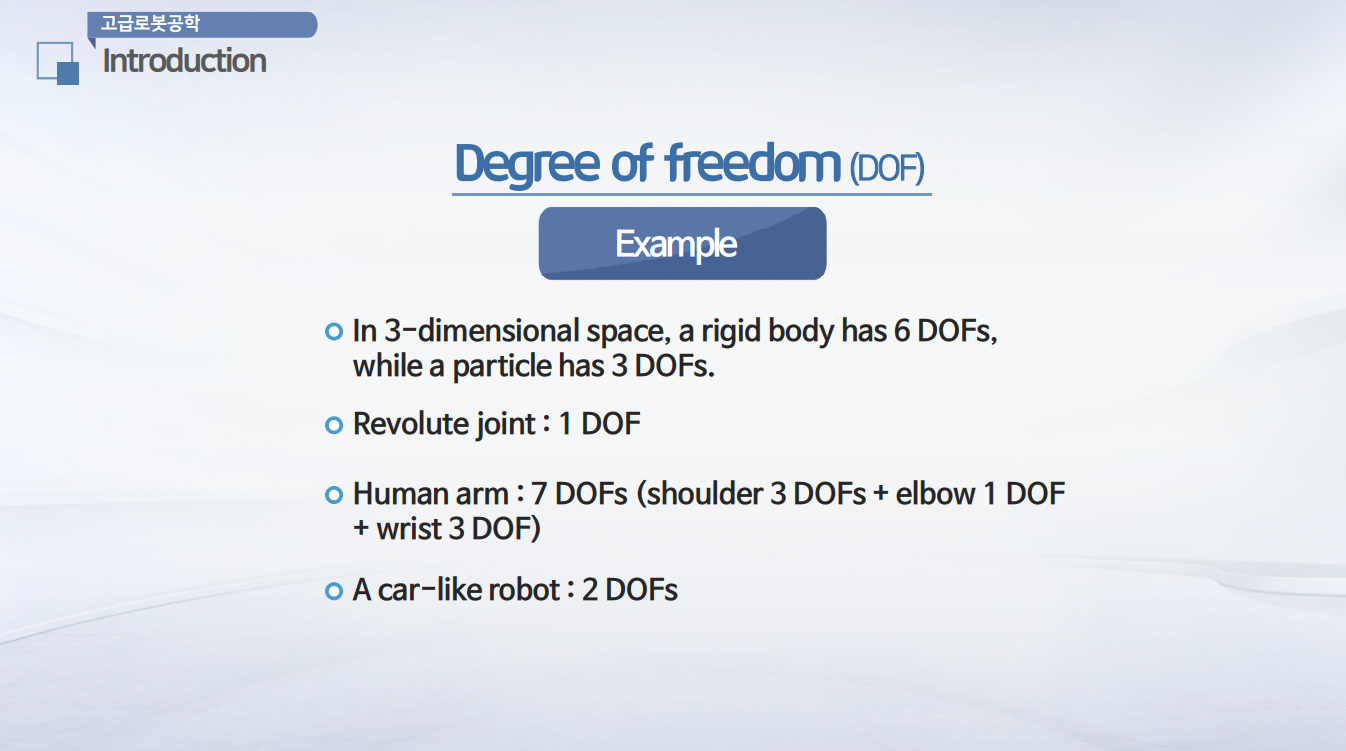 고급로봇공학
Introduction
Degree of freedom (DOF)
Example
In 3-dimensional space, a rigid body has 6 DOFs,
while a particle has 3 DOFs.
Revolute joint : 1 DOF
Human arm : 7 DOFs (shoulder 3 DOFs + elbow 1 DOF
+ wrist 3 DOF)
A car-like robot : 2 DOFs